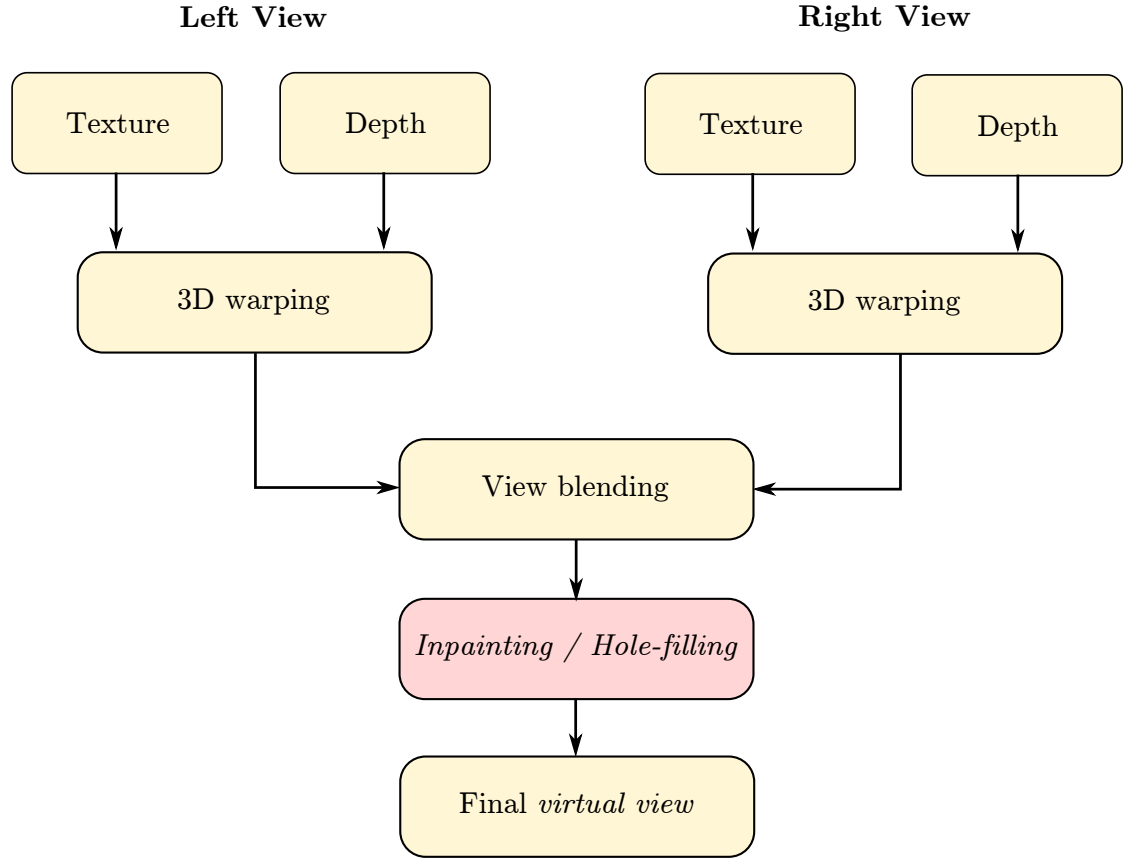 Left View
Right View
Texture
Depth
Texture
Depth
3D warping
3D warping
View blending
Inpainting / Hole-filling
Final virtual view